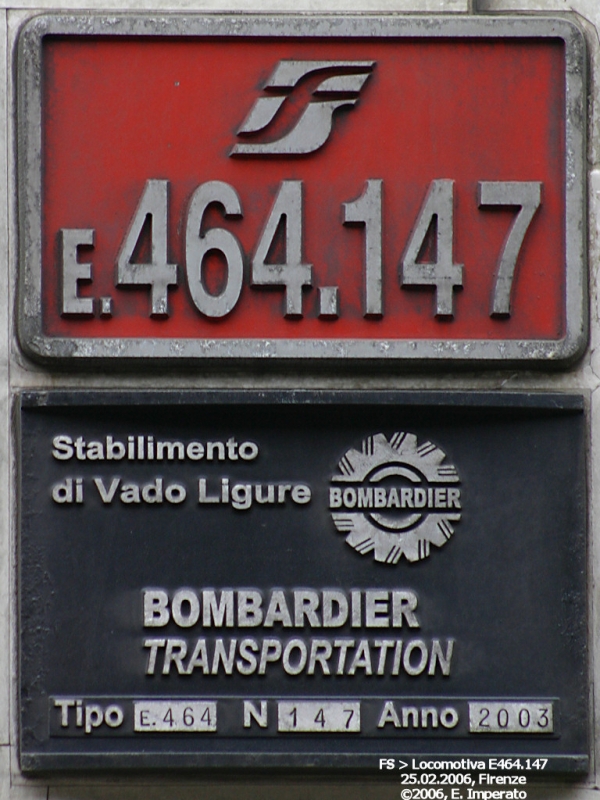 FS
E.464.147
Stabilimento
di Vado Ligure
BOMBARDIER
BOMBARDIER
TRANSPORTATION
Tipo E.464 N 147 Anno 2003
FS > Locomotiva E464.147
25.02.2006, Firenze
©2006, E. Imperato